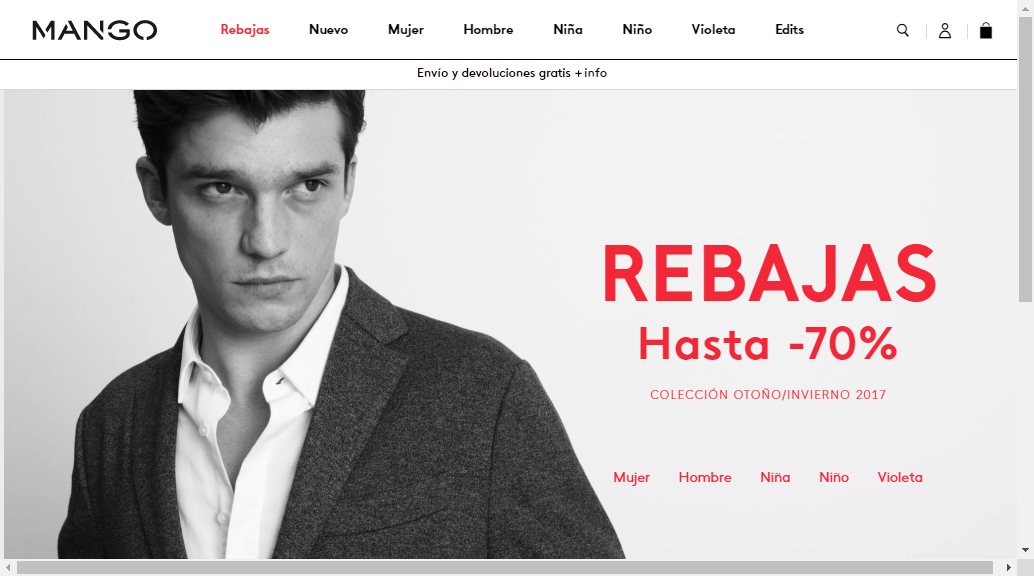 MANGO Rebajas Nuevo Mujer Hombre Niña Niño Violeta Edits
Envío y devoluciones gratis +info
REBAJAS
Hasta -70%
COLECCIÓN OTOÑO/INVIERNO 2017
Mujer Hombre Niña Niño Violeta